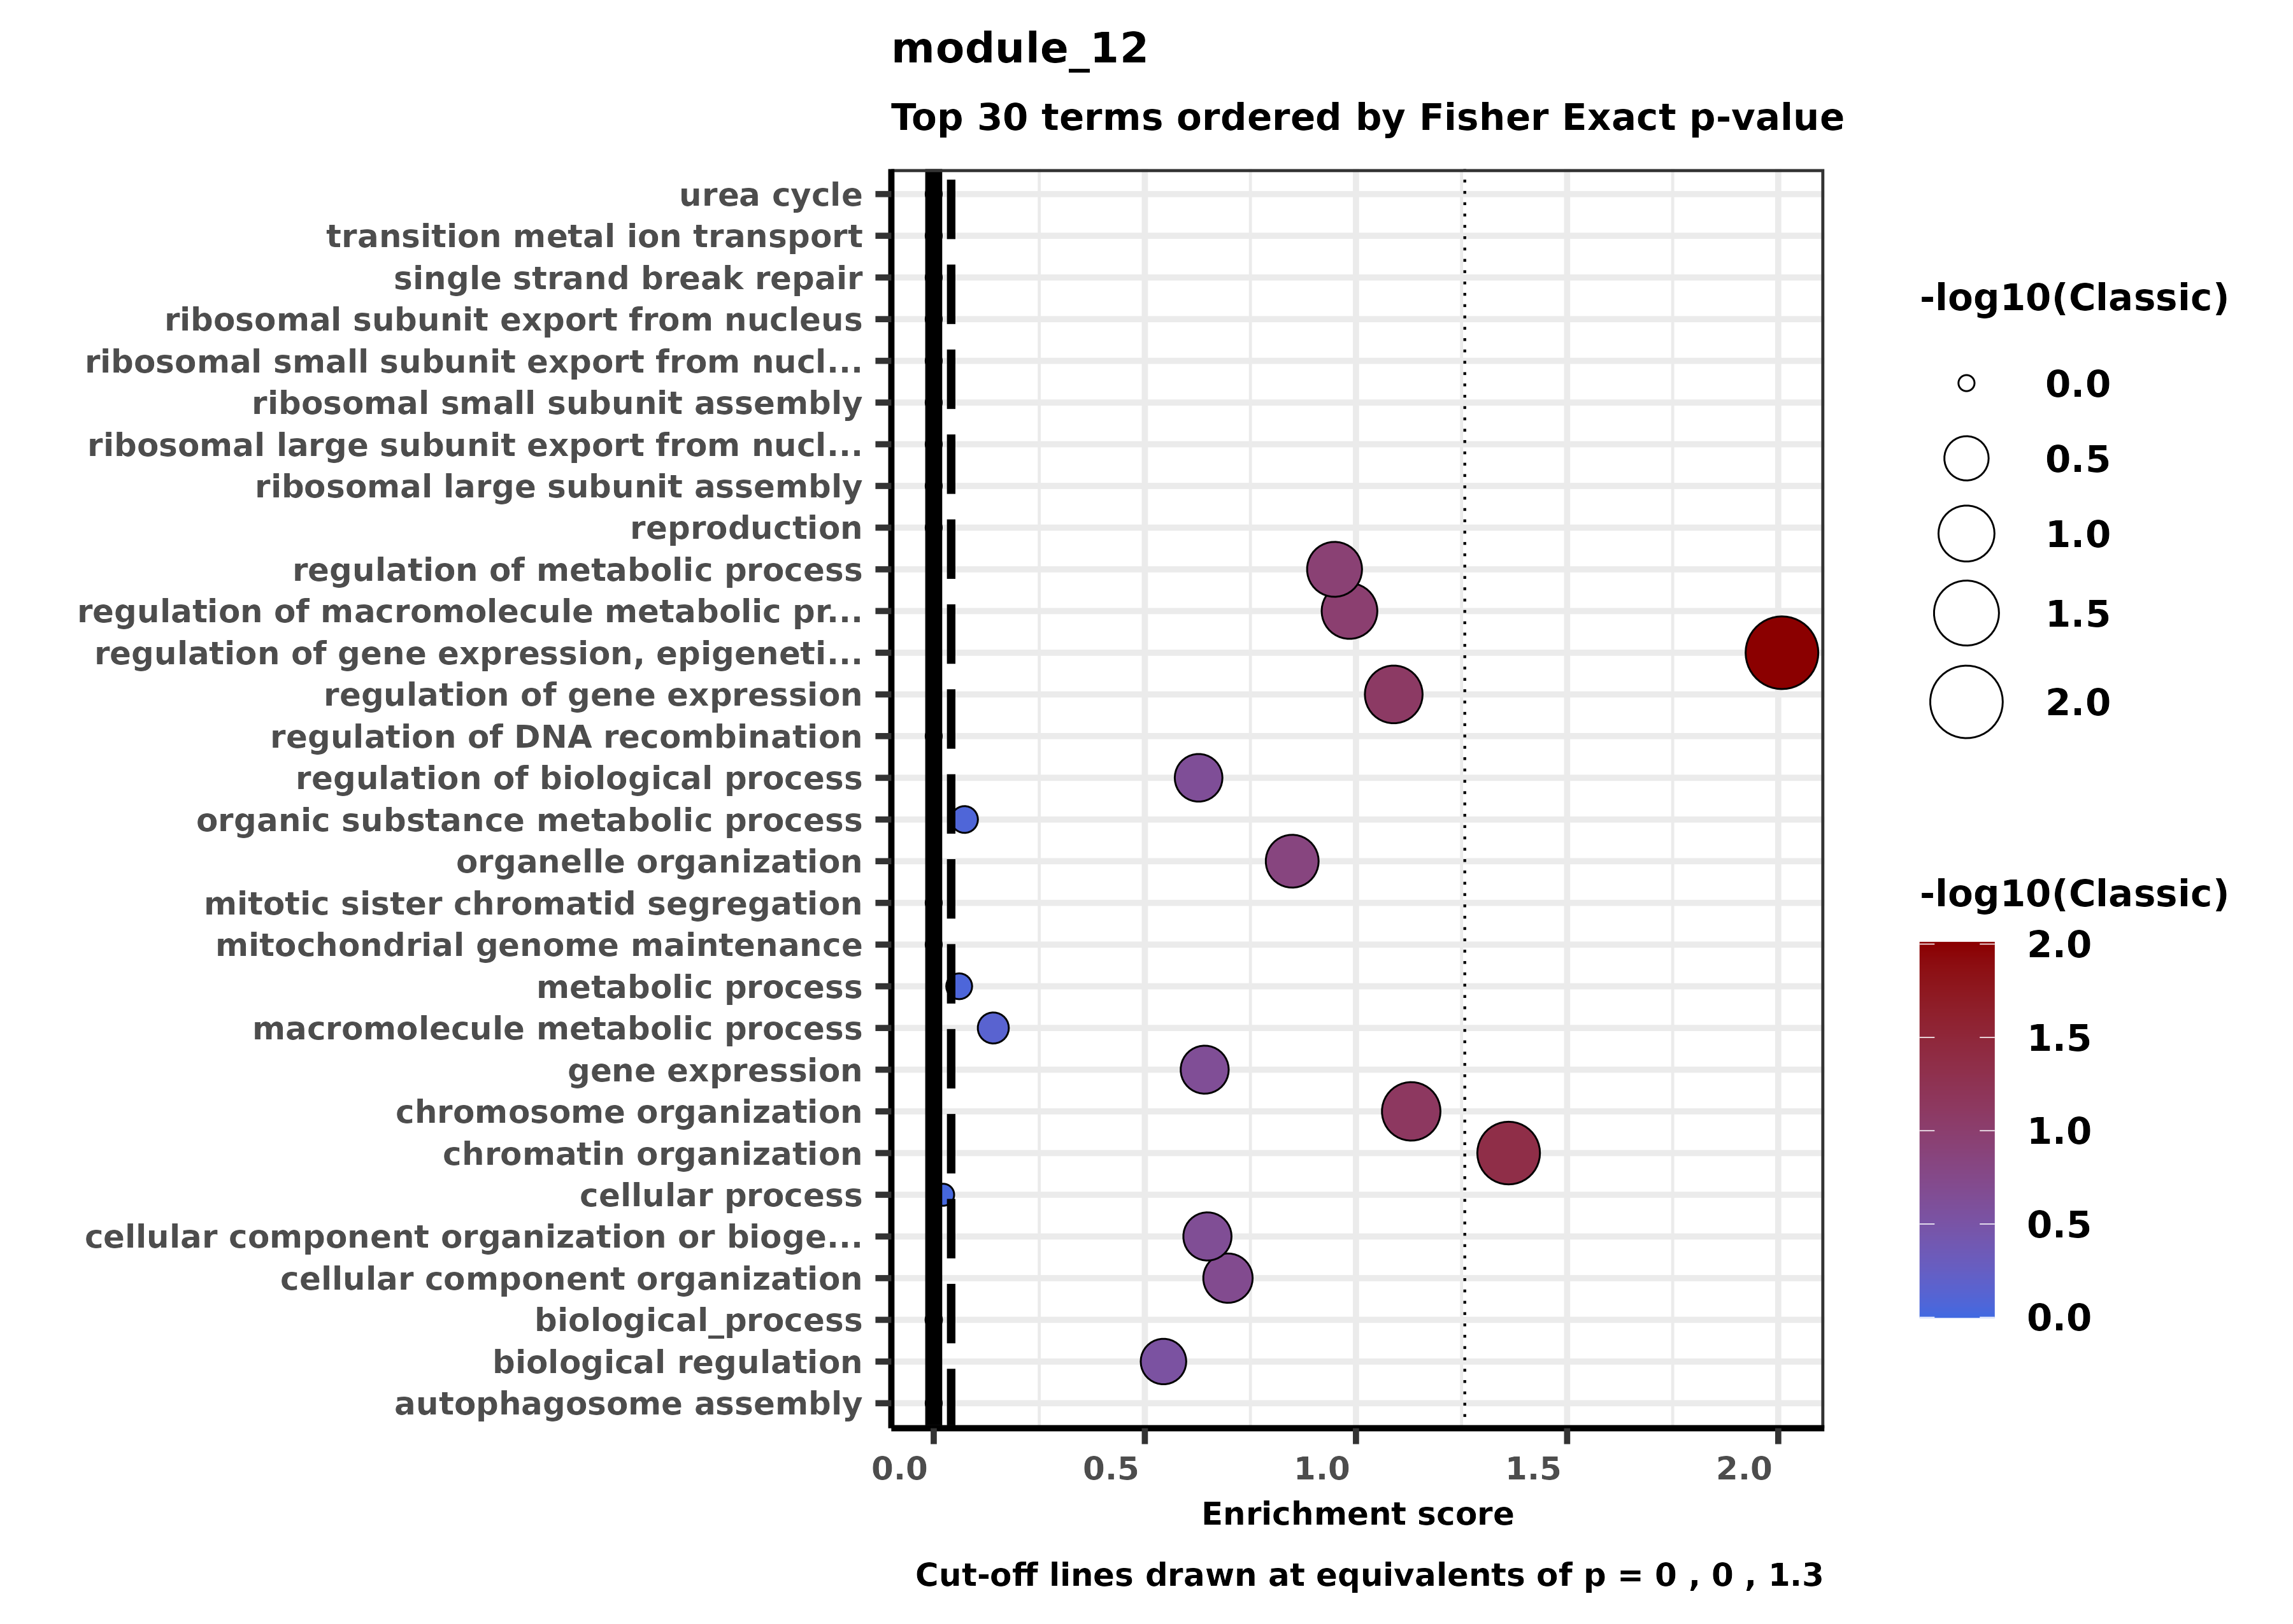 module_12
Top 30 terms ordered by Fisher Exact p-value
urea cycle
transition metal ion transport
single strand break repair
ribosomal subunit export from nucleus
ribosomal small subunit export from nucl...
ribosomal small subunit assembly
ribosomal large subunit export from nucl...
ribosomal large subunit assembly
reproduction
regulation of metabolic process
regulation of macromolecule metabolic pr...
regulation of gene expression, epigeneti...
regulation of gene expression
regulation of DNA recombination
regulation of biological process
organic substance metabolic process
organelle organization
mitotic sister chromatid segregation
mitochondrial genome maintenance
metabolic process
macromolecule metabolic process
gene expression
chromosome organization
chromatin organization
cellular process
cellular component organization or bioge...
cellular component organization
biological_process
biological regulation
autophagosome assembly
0.0 0.5 1.0 1.5 2.0
Enrichment score
Cut-off lines drawn at equivalents of p = 0 , 0 , 1.3
-log10(Classic)
0.0
0.5
1.0
1.5
2.0
-log10(Classic)
2.0
1.5
1.0
0.5
0.0